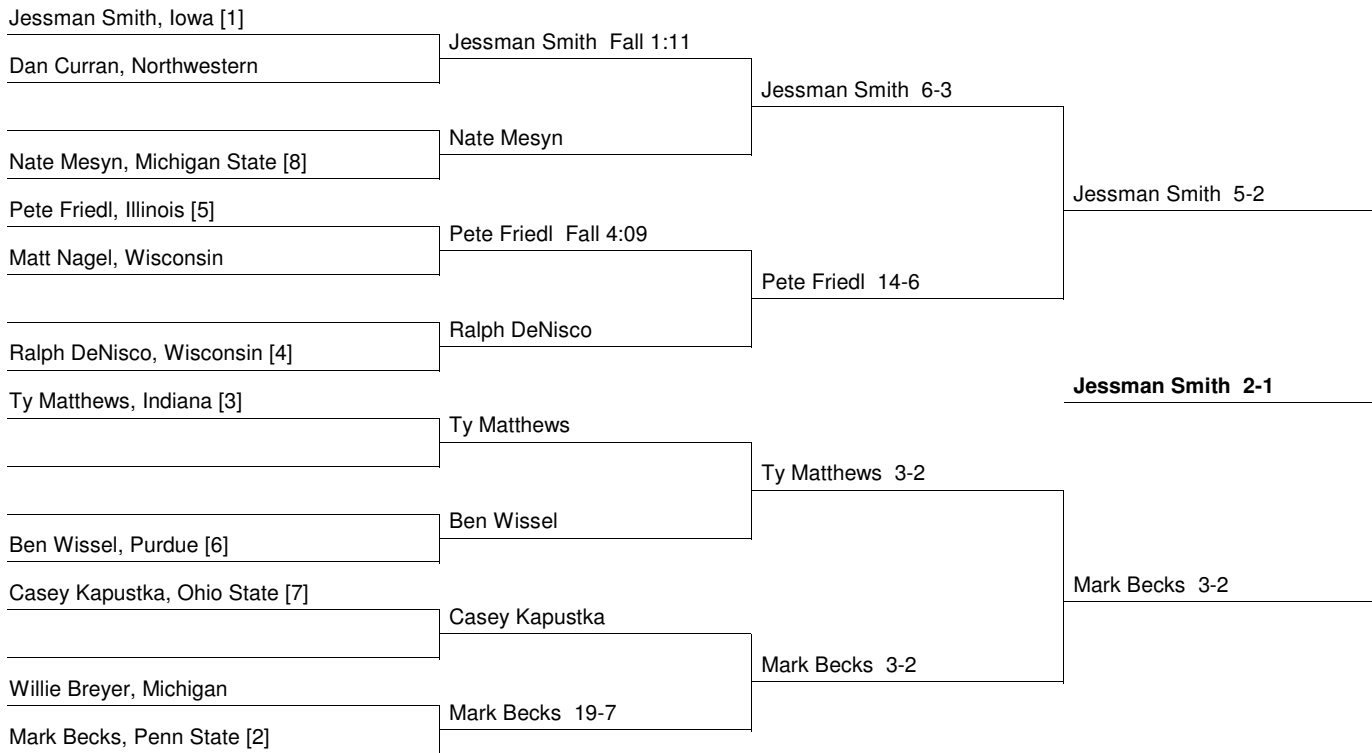 Jessman Smith, Iowa [1]
Jessman Smith  Fall 1:11
Dan Curran, Northwestern
Jessman Smith  6-3
Nate Mesyn
Nate Mesyn, Michigan State [8]
Jessman Smith  5-2
Pete Friedl, Illinois [5]
Pete Friedl  Fall 4:09
Matt Nagel, Wisconsin
Pete Friedl  14-6
Ralph DeNisco
Ralph DeNisco, Wisconsin [4]
Jessman Smith  2-1
Ty Matthews, Indiana [3]
Ty Matthews
Ty Matthews  3-2
Ben Wissel
Ben Wissel, Purdue [6]
Mark Becks  3-2
Casey Kapustka, Ohio State [7]
Casey Kapustka
Mark Becks  3-2
Willie Breyer, Michigan
Mark Becks  19-7
Mark Becks, Penn State [2]